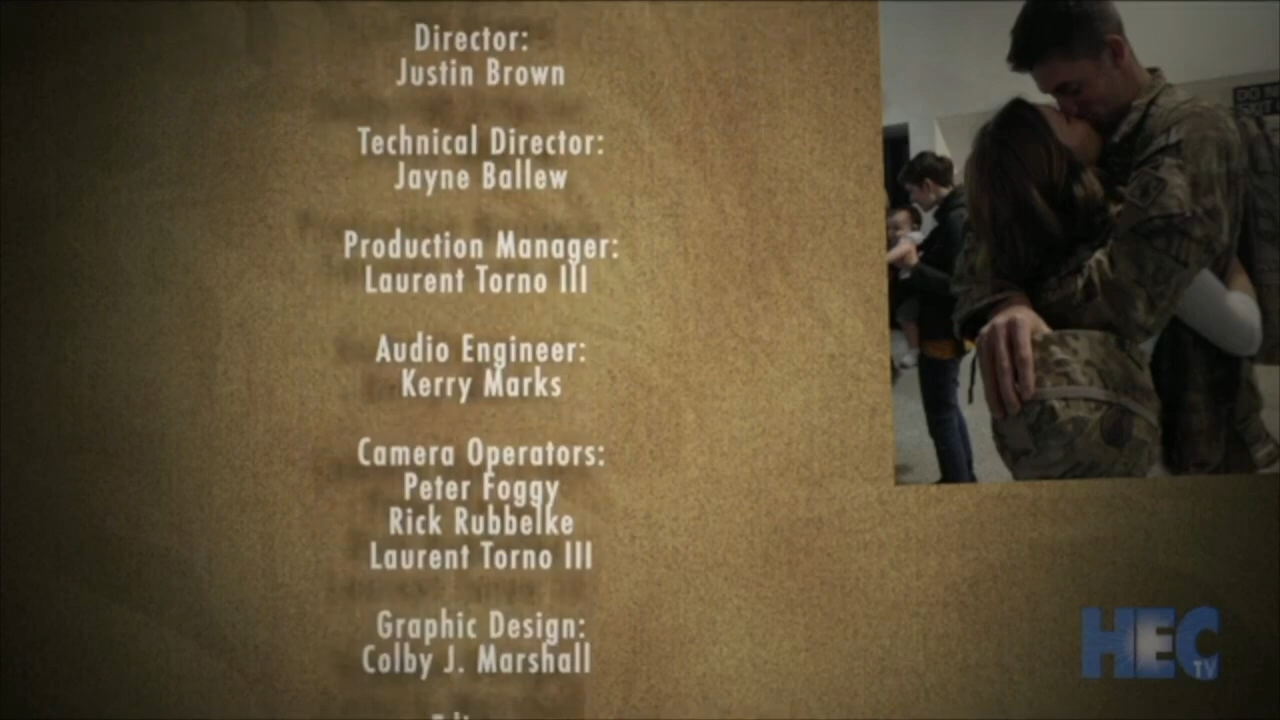 Director:
Justin Brown
Technical Director:
Jayne Ballew
Production Manager:
Laurent Torno III
Audio Engineer:
Kerry Marks
Camera Operators:
Peter Foggy
Rick Rubbelke
Laurent Torno III
Graphic Design:
Colby J. Marshall
HEC
TV